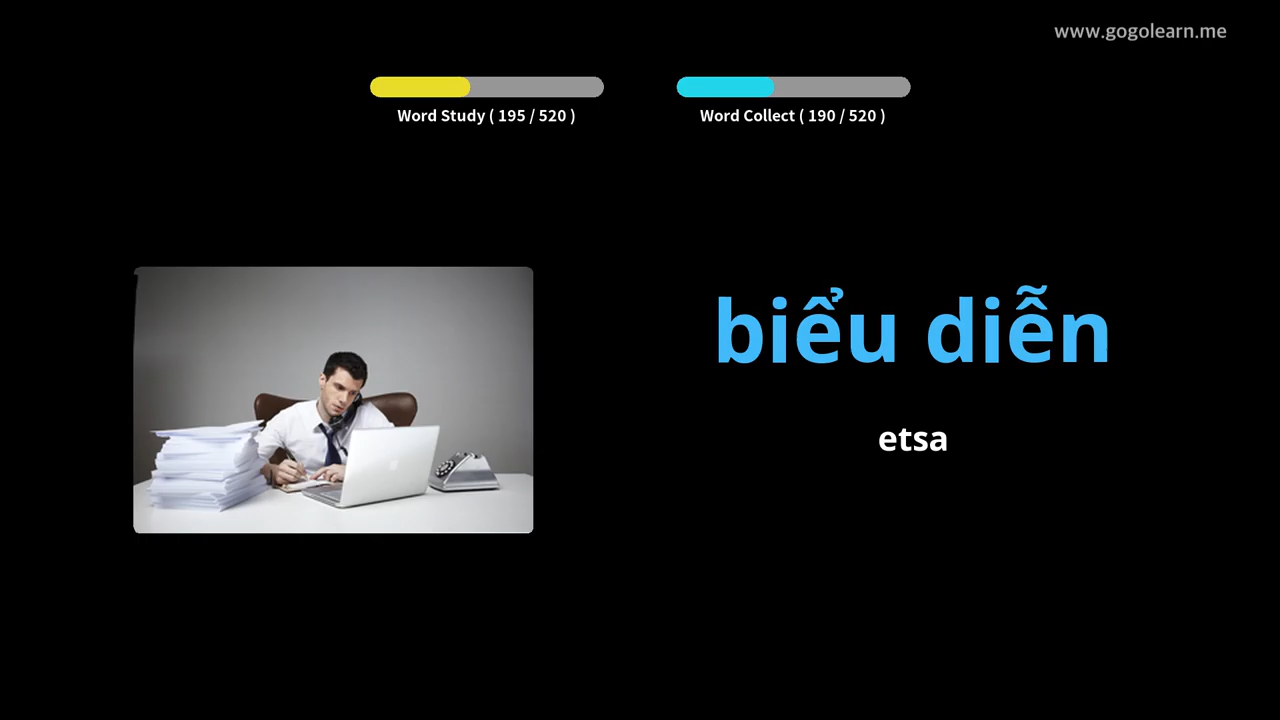 www.gogolearn.me
Word Study ( 195 / 520 )
Word Collect ( 190 / 520 )
biểu diễn
etsa